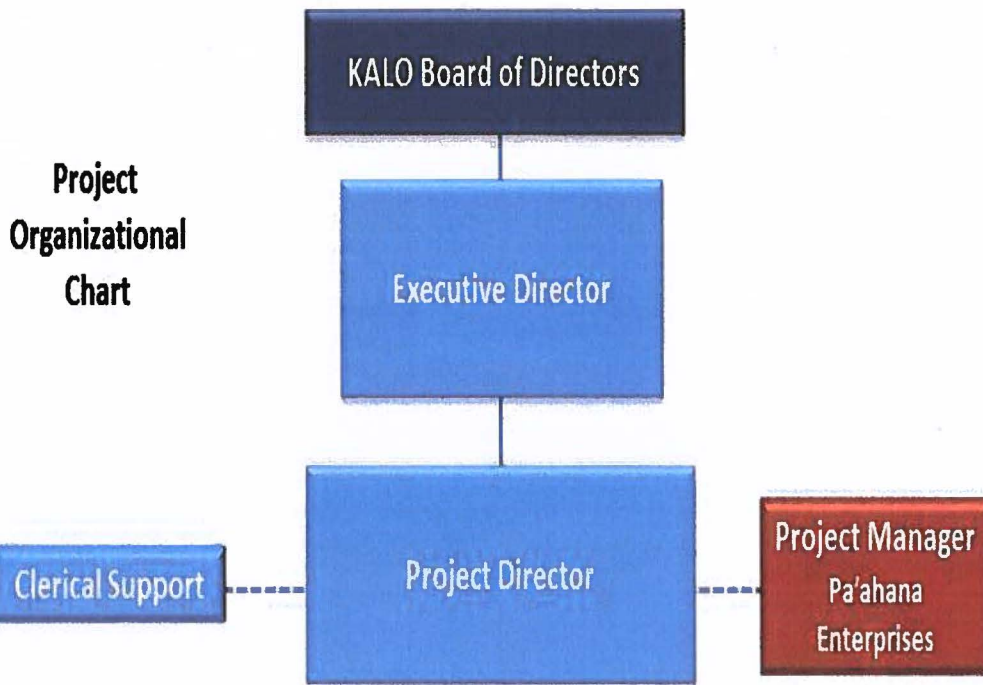 KALO Board of Directors
Project
Organizational
Chart
Executive Director
Clerical Support
Project Director
Project Manager
Pa'ahana
Enterprises